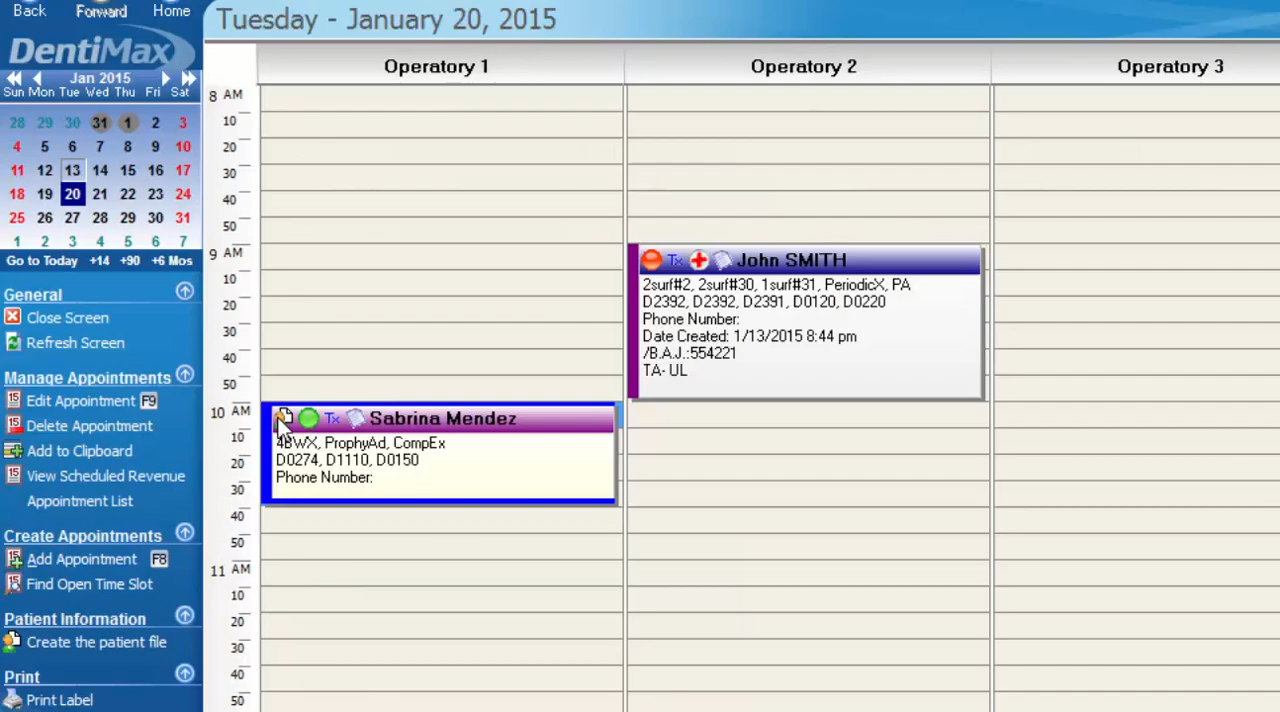 Back Forward Home
DentiMax
Jan 2015
Sun Mon Tue Wed Thu Fri Sat
28 29 30 31 1 2 3
4 5 6 7 8 9 10
11 12 13 14 15 16 17
18 19 20 21 22 23 24
25 26 27 28 29 30 31
1 2 3 4 5 6 7
Go to Today +14 +90 +6 Mos
General
Close Screen
Refresh Screen
Manage Appointments
Edit Appointment F9
Delete Appointment
Add to Clipboard
View Scheduled Revenue
Appointment List
Create Appointments
Add Appointment F8
Find Open Time Slot
Patient Information
Create the patient file
Print
Print Label
Tuesday - January 20, 2015
Operatory 1 Operatory 2 Operatory 3
8 AM
10
20
30
40
50
9 AM
10
20
30
40
50
10 AM
10
20
30
40
50
11 AM
10
20
30
40
50
Tx Sabrina Mendez
4BWX, ProphyAd, CompEx
D0274, D1110, D0150
Phone Number:
Tx John SMITH
2surf#2, 2surf#30, 1surf#31, PeriodicX, PA
D2392, D2392, D2391, D0120, D0220
Phone Number:
Date Created: 1/13/2015 8:44 pm
/B.A.J.:554221
TA- UL